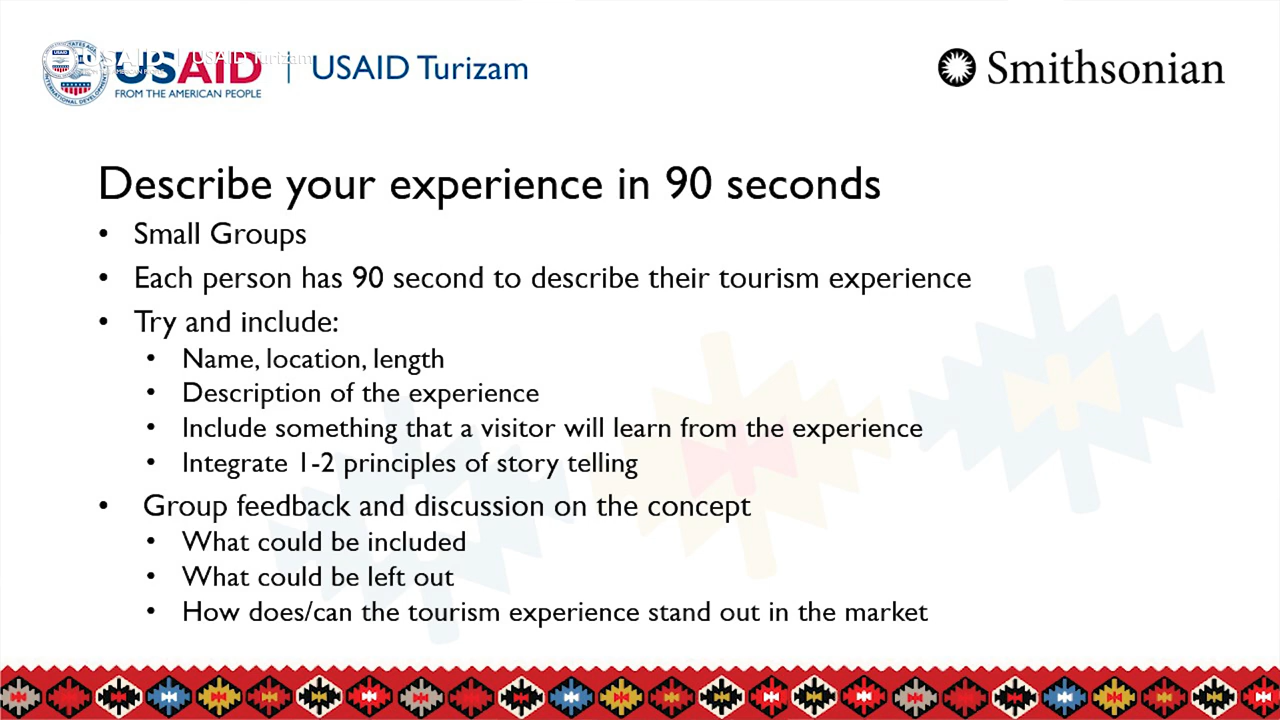 USAID | USAID Turizam
FROM THE AMERICAN PEOPLE
Smithsonian
Describe your experience in 90 seconds
• Small Groups
• Each person has 90 second to describe their tourism experience
• Try and include:
• Name, location, length
• Description of the experience
• Include something that a visitor will learn from the experience
• Integrate 1-2 principles of story telling
• Group feedback and discussion on the concept
• What could be included
• What could be left out
• How does/can the tourism experience stand out in the market